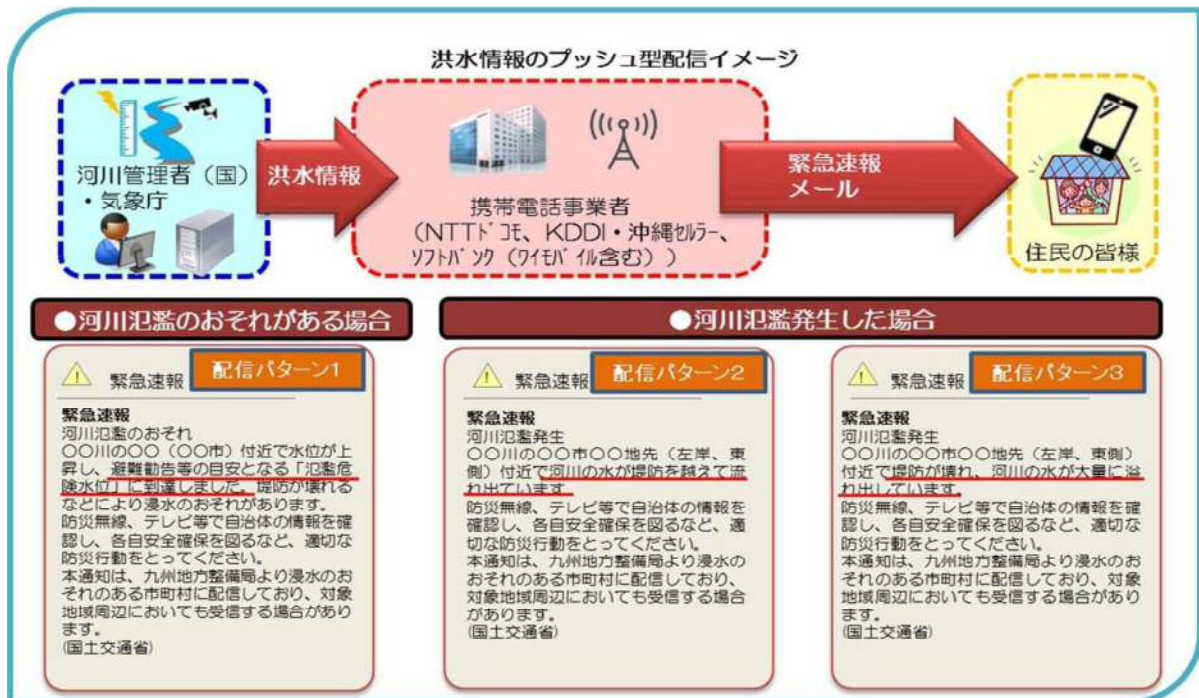 洪水情報のプッシュ型配信イメージ
河川管理者（国）
・気象庁
洪水情報
携帯電話事業者
（NTTﾄﾞｺﾓ、KDDI・沖縄ｾﾙﾗｰ、
ｿﾌﾄﾊﾞﾝｸ（ﾜｲﾓﾊﾞｲﾙ含む））
緊急速報
メール
住民の皆様
●河川氾濫のおそれがある場合
●河川氾濫発生した場合
緊急速報
配信パターン1
緊急速報
河川氾濫のおそれ
〇〇川の〇〇（〇〇市）付近で水位が上
昇し、避難勧告等の目安となる「氾濫危
険水位」に到達しました。堤防が壊れる
などにより浸水のおそれがあります。
防災無線、テレビ等で自治体の情報を確
認し、各自安全確保を図るなど、適切な
防災行動をとってください。
本通知は、九州地方整備局より浸水のお
それのある市町村に配信しており、対象
地域周辺においても受信する場合があり
ます。
(国土交通省)
緊急速報
配信パターン2
緊急速報
河川氾濫発生
〇〇川の〇〇市〇〇地先（左岸、東
側）付近で河川の水が堤防を越えて流
れ出ています。
防災無線、テレビ等で自治体の情報を
確認し、各自安全確保を図るなど、適
切な防災行動をとってください。
本通知は、九州地方整備局より浸水の
おそれのある市町村に配信しており、
対象地域周辺においても受信する場合
があります。
(国土交通省)
緊急速報
配信パターン3
緊急速報
河川氾濫発生
〇〇川の〇〇市〇〇地先（左岸、東側）
付近で堤防が壊れ、河川の水が大量に溢
れ出しています。
防災無線、テレビ等で自治体の情報を確
認し、各自安全確保を図るなど、適切な
防災行動をとってください。
本通知は、九州地方整備局より浸水のお
それのある市町村に配信しており、対象
地域周辺においても受信する場合があり
ます。
(国土交通省)